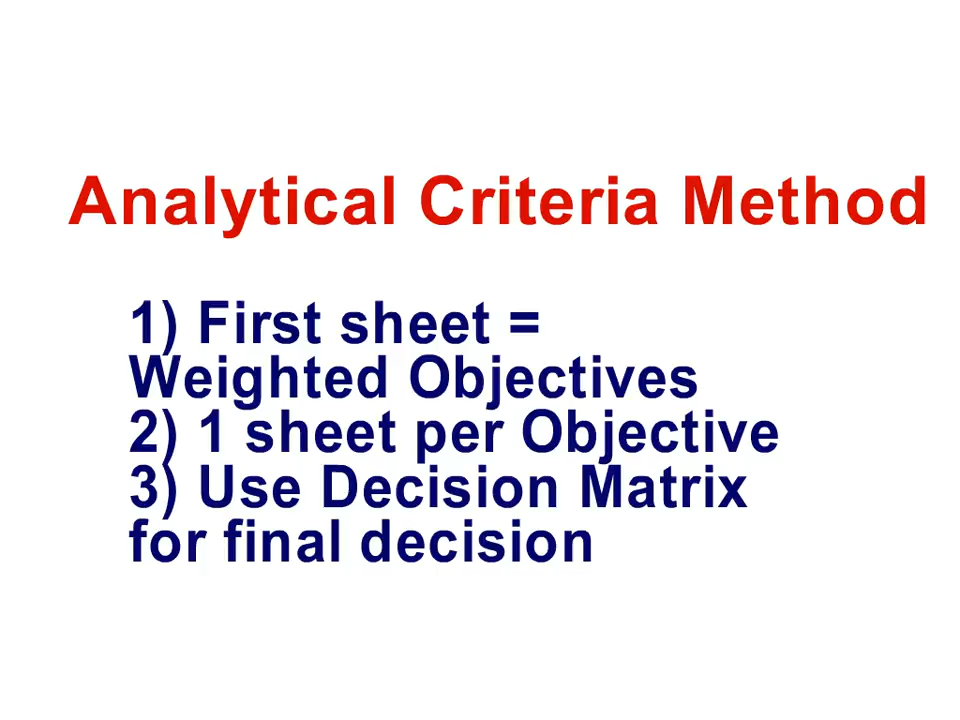 Analytical Criteria Method
1) First sheet =
Weighted Objectives
2) 1 sheet per Objective
3) Use Decision Matrix
for final decision